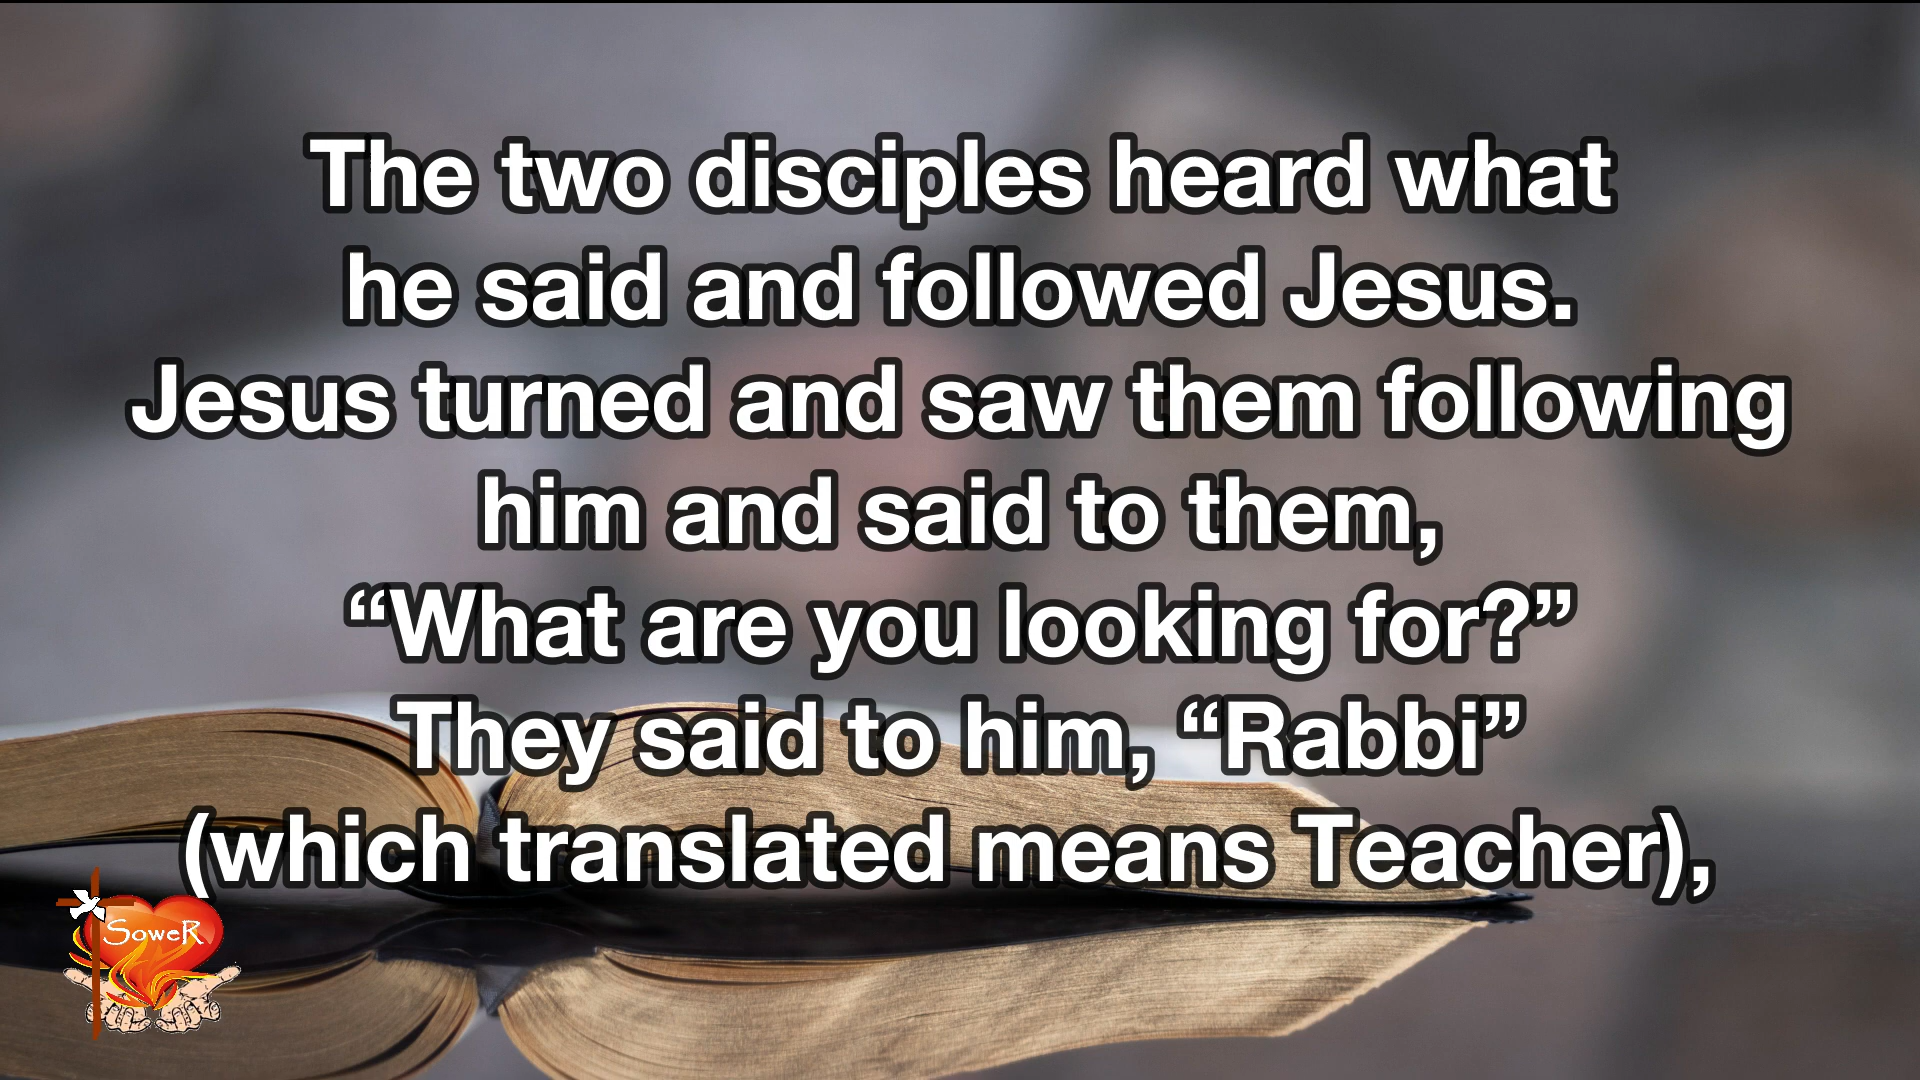 The two disciples heard what
he said and followed Jesus.
Jesus turned and saw them following
him and said to them,
“What are you looking for?”
They said to him, “Rabbi”
(which translated means Teacher),
SoweR